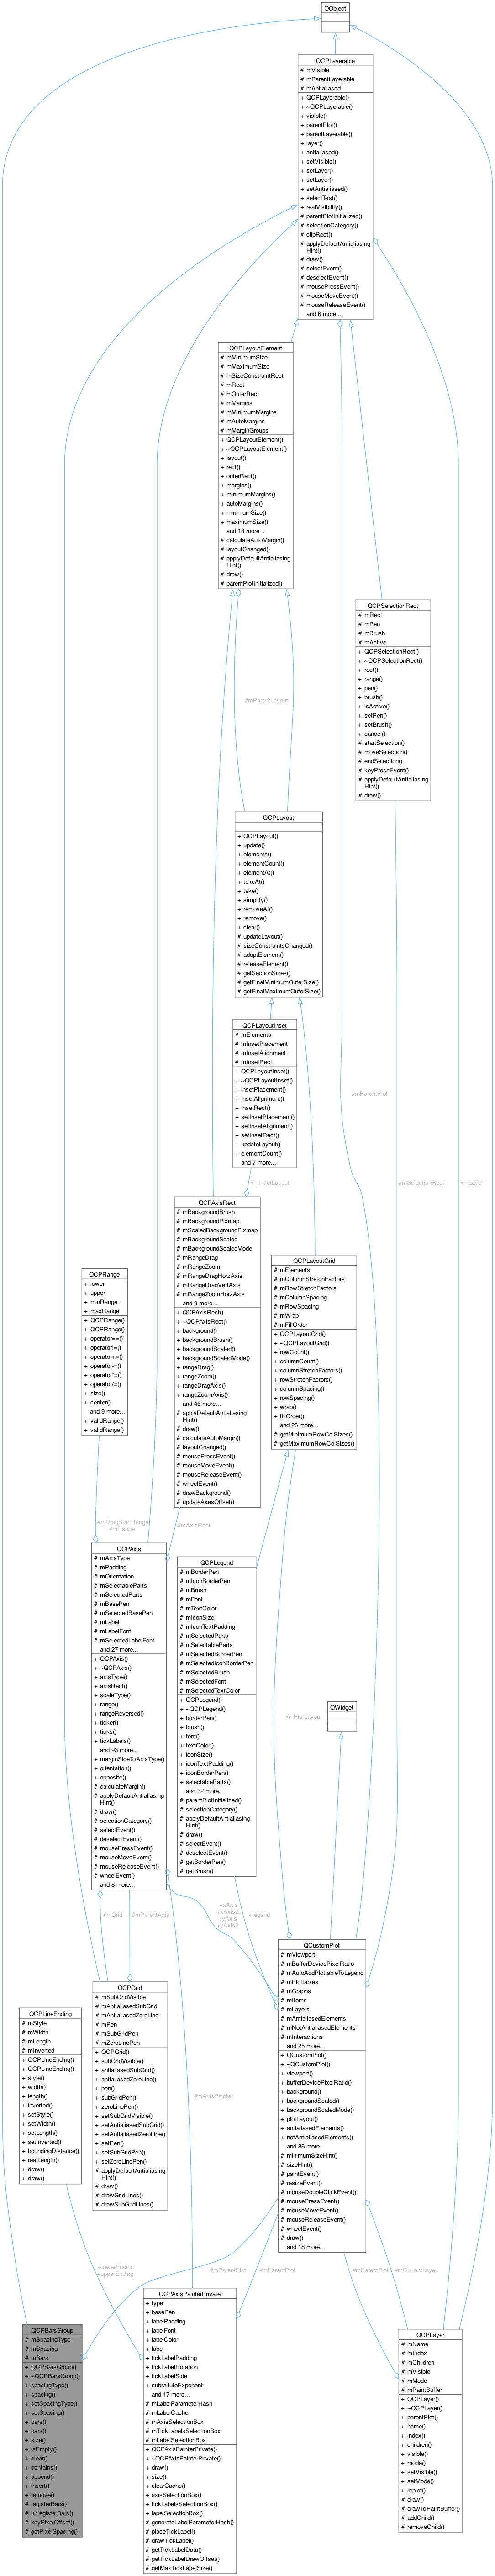 QObject
QCPLayerable
# mVisible
# mParentLayerable
# mAntialiased
+ QCPLayerable()
+ ~QCPLayerable()
+ visible()
+ parentPlot()
+ parentLayerable()
+ layer()
+ antialiased()
+ setVisible()
+ setLayer()
+ setLayer()
+ setAntialiased()
+ selectTest()
+ realVisibility()
# parentPlotInitialized()
# selectionCategory()
# clipRect()
# applyDefaultAntialiasing
Hint()
# draw()
# selectEvent()
# deselectEvent()
# mousePressEvent()
# mouseMoveEvent()
# mouseReleaseEvent()
and 6 more...
QCPLayoutElement
# mMinimumSize
# mMaximumSize
# mSizeConstraintRect
# mRect
# mOuterRect
# mMargins
# mMinimumMargins
# mAutoMargins
# mMarginGroups
+ QCPLayoutElement()
+ ~QCPLayoutElement()
+ layout()
+ rect()
+ outerRect()
+ margins()
+ minimumMargins()
+ autoMargins()
+ minimumSize()
+ maximumSize()
and 18 more...
# calculateAutoMargin()
# layoutChanged()
# applyDefaultAntialiasing
Hint()
# draw()
# parentPlotInitialized()
QCPSelectionRect
# mRect
# mPen
# mBrush
# mActive
+ QCPSelectionRect()
+ ~QCPSelectionRect()
+ rect()
+ range()
+ pen()
+ brush()
+ isActive()
+ setPen()
+ setBrush()
+ cancel()
# startSelection()
# moveSelection()
# endSelection()
# keyPressEvent()
# applyDefaultAntialiasing
Hint()
# draw()
#mParentLayout
QCPLayout
+ QCPLayout()
+ update()
+ elements()
+ elementCount()
+ elementAt()
+ takeAt()
+ take()
+ simplify()
+ removeAt()
+ remove()
+ clear()
# updateLayout()
# sizeConstraintsChanged()
# adoptElement()
# releaseElement()
# getSectionSizes()
# getFinalMinimumOuterSize()
# getFinalMaximumOuterSize()
QCPLayoutInset
# mElements
# mInsetPlacement
# mInsetAlignment
# mInsetRect
+ QCPLayoutInset()
+ ~QCPLayoutInset()
+ insetPlacement()
+ insetAlignment()
+ insetRect()
+ setInsetPlacement()
+ setInsetAlignment()
+ setInsetRect()
+ updateLayout()
+ elementCount()
and 7 more...
#mParentPlot
#mInsetLayout
#mSelectionRect
#mLayer
QCPAxisRect
# mBackgroundBrush
# mBackgroundPixmap
# mScaledBackgroundPixmap
# mBackgroundScaled
# mBackgroundScaledMode
# mRangeDrag
# mRangeZoom
# mRangeDragHorzAxis
# mRangeDragVertAxis
# mRangeZoomHorzAxis
and 9 more...
+ QCPAxisRect()
+ ~QCPAxisRect()
+ background()
+ backgroundBrush()
+ backgroundScaled()
+ backgroundScaledMode()
+ rangeDrag()
+ rangeZoom()
+ rangeDragAxis()
+ rangeZoomAxis()
and 46 more...
# applyDefaultAntialiasing
Hint()
# draw()
# calculateAutoMargin()
# layoutChanged()
# mousePressEvent()
# mouseMoveEvent()
# mouseReleaseEvent()
# wheelEvent()
# drawBackground()
# updateAxesOffset()
QCPLayoutGrid
# mElements
# mColumnStretchFactors
# mRowStretchFactors
# mColumnSpacing
# mRowSpacing
# mWrap
# mFillOrder
+ QCPLayoutGrid()
+ ~QCPLayoutGrid()
+ rowCount()
+ columnCount()
+ columnStretchFactors()
+ rowStretchFactors()
+ columnSpacing()
+ rowSpacing()
+ wrap()
+ fillOrder()
and 26 more...
# getMinimumRowColSizes()
# getMaximumRowColSizes()
QCPRange
+ lower
+ upper
+ minRange
+ maxRange
+ QCPRange()
+ QCPRange()
+ operator==()
+ operator!=()
+ operator+=()
+ operator-=()
+ operator*=()
+ operator/=()
+ size()
+ center()
and 9 more...
+ validRange()
+ validRange()
#mDragStartRange
#mRange
#mAxisRect
QCPAxis
# mAxisType
# mPadding
# mOrientation
# mSelectableParts
# mSelectedParts
# mBasePen
# mSelectedBasePen
# mLabel
# mLabelFont
# mSelectedLabelFont
and 27 more...
+ QCPAxis()
+ ~QCPAxis()
+ axisType()
+ axisRect()
+ scaleType()
+ range()
+ rangeReversed()
+ ticker()
+ ticks()
+ tickLabels()
and 93 more...
+ marginSideToAxisType()
+ orientation()
+ opposite()
# calculateMargin()
# applyDefaultAntialiasing
Hint()
# draw()
# selectionCategory()
# selectEvent()
# deselectEvent()
# mousePressEvent()
# mouseMoveEvent()
# mouseReleaseEvent()
# wheelEvent()
and 8 more...
QCPLegend
# mBorderPen
# mIconBorderPen
# mBrush
# mFont
# mTextColor
# mIconSize
# mIconTextPadding
# mSelectedParts
# mSelectableParts
# mSelectedBorderPen
# mSelectedIconBorderPen
# mSelectedBrush
# mSelectedFont
# mSelectedTextColor
+ QCPLegend()
+ ~QCPLegend()
+ borderPen()
+ brush()
+ font()
+ textColor()
+ iconSize()
+ iconTextPadding()
+ iconBorderPen()
+ selectableParts()
and 32 more...
# parentPlotInitialized()
# selectionCategory()
# applyDefaultAntialiasing
Hint()
# draw()
# selectEvent()
# deselectEvent()
# getBorderPen()
# getBrush()
QWidget
#mPlotLayout
#mGrid
#mParentAxis
+xAxis
+xAxis2
+yAxis
+yAxis2
+legend
QCustomPlot
# mViewport
# mBufferDevicePixelRatio
# mAutoAddPlottableToLegend
# mPlottables
# mGraphs
# mItems
# mLayers
# mAntialiasedElements
# mNotAntialiasedElements
# mInteractions
and 25 more...
+ QCustomPlot()
+ ~QCustomPlot()
+ viewport()
+ bufferDevicePixelRatio()
+ background()
+ backgroundScaled()
+ backgroundScaledMode()
+ plotLayout()
+ antialiasedElements()
+ notAntialiasedElements()
and 86 more...
# minimumSizeHint()
# sizeHint()
# paintEvent()
# resizeEvent()
# mouseDoubleClickEvent()
# mousePressEvent()
# mouseMoveEvent()
# mouseReleaseEvent()
# wheelEvent()
# draw()
and 18 more...
QCPGrid
# mSubGridVisible
# mAntialiasedSubGrid
# mAntialiasedZeroLine
# mPen
# mSubGridPen
# mZeroLinePen
+ QCPGrid()
+ subGridVisible()
+ antialiasedSubGrid()
+ antialiasedZeroLine()
+ pen()
+ subGridPen()
+ zeroLinePen()
+ setSubGridVisible()
+ setAntialiasedSubGrid()
+ setAntialiasedZeroLine()
+ setPen()
+ setSubGridPen()
+ setZeroLinePen()
# applyDefaultAntialiasing
Hint()
# draw()
# drawGridLines()
# drawSubGridLines()
QCPLineEnding
# mStyle
# mWidth
# mLength
# mInverted
+ QCPLineEnding()
+ QCPLineEnding()
+ style()
+ width()
+ length()
+ inverted()
+ setStyle()
+ setWidth()
+ setLength()
+ setInverted()
+ boundingDistance()
+ realLength()
+ draw()
+ draw()
#mAxisPainter
+lowerEnding
+upperEnding
#mParentPlot
#mParentPlot
#mParentPlot
#mCurrentLayer
QCPAxisPainterPrivate
+ type
+ basePen
+ labelPadding
+ labelFont
+ labelColor
+ label
+ tickLabelPadding
+ tickLabelRotation
+ tickLabelSide
+ substituteExponent
and 17 more...
# mLabelParameterHash
# mLabelCache
# mAxisSelectionBox
# mTickLabelsSelectionBox
# mLabelSelectionBox
+ QCPAxisPainterPrivate()
+ ~QCPAxisPainterPrivate()
+ draw()
+ size()
+ clearCache()
+ axisSelectionBox()
+ tickLabelsSelectionBox()
+ labelSelectionBox()
# generateLabelParameterHash()
# placeTickLabel()
# drawTickLabel()
# getTickLabelData()
# getTickLabelDrawOffset()
# getMaxTickLabelSize()
QCPBarsGroup
# mSpacingType
# mSpacing
# mBars
+ QCPBarsGroup()
+ ~QCPBarsGroup()
+ spacingType()
+ spacing()
+ setSpacingType()
+ setSpacing()
+ bars()
+ bars()
+ size()
+ isEmpty()
+ clear()
+ contains()
+ append()
+ insert()
+ remove()
# registerBars()
# unregisterBars()
# keyPixelOffset()
# getPixelSpacing()
QCPLayer
# mName
# mIndex
# mChildren
# mVisible
# mMode
# mPaintBuffer
+ QCPLayer()
+ ~QCPLayer()
+ parentPlot()
+ name()
+ index()
+ children()
+ visible()
+ mode()
+ setVisible()
+ setMode()
+ replot()
# draw()
# drawToPaintBuffer()
# addChild()
# removeChild()